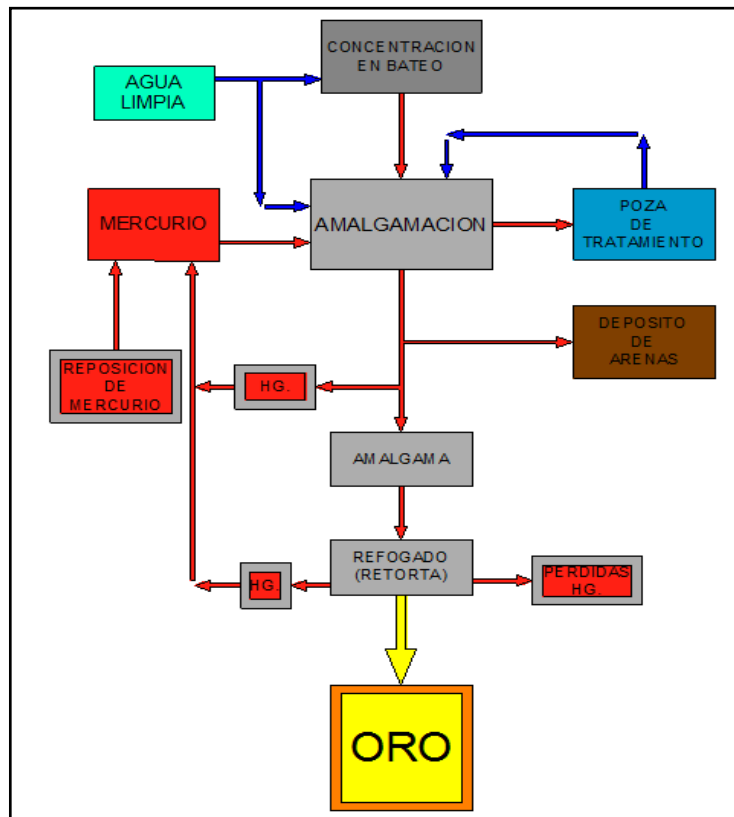 CONCENTRACION
EN BATEO
AGUA
LIMPIA
MERCURIO
AMALGAMACION
POZA
DE
TRATAMIENTO
DEPOSITO
DE
ARENAS
REPOSICION
DE
MERCURIO
HG.
AMALGAMA
REFOGADO
(RETORTA)
HG.
PERDIDAS
HG.
ORO